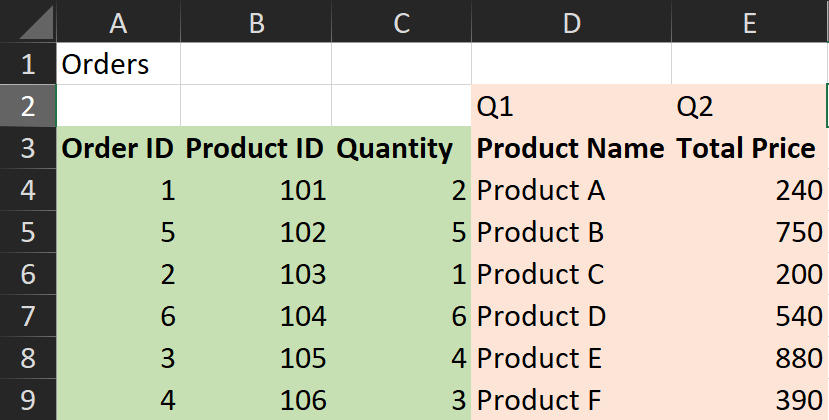 A B C D E
1 Orders
2 Q1 Q2
3 Order ID Product ID Quantity Product Name Total Price
4 1 101 2 Product A 240
5 5 102 5 Product B 750
6 2 103 1 Product C 200
7 6 104 6 Product D 540
8 3 105 4 Product E 880
9 4 106 3 Product F 390